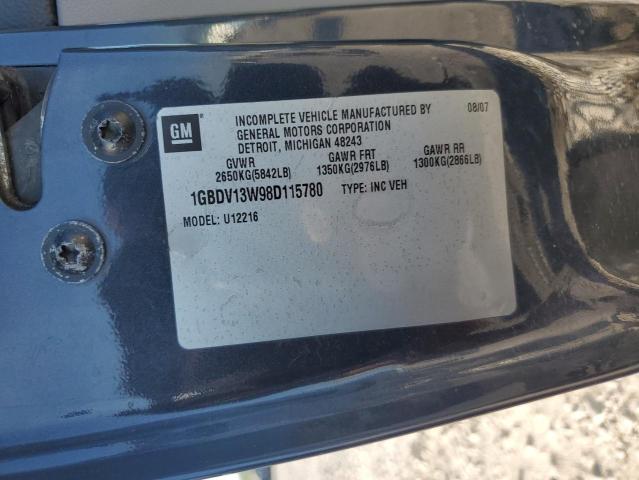 GM
INCOMPLETE VEHICLE MANUFACTURED BY 08/07
GENERAL MOTORS CORPORATION
DETROIT, MICHIGAN 48243
GVWR GAWR FRT GAWR RR
2650KG(5842LB) 1350KG(2976LB) 1300KG(2866LB)
1GBDV13W98D115780 TYPE: INC VEH
MODEL: U12216